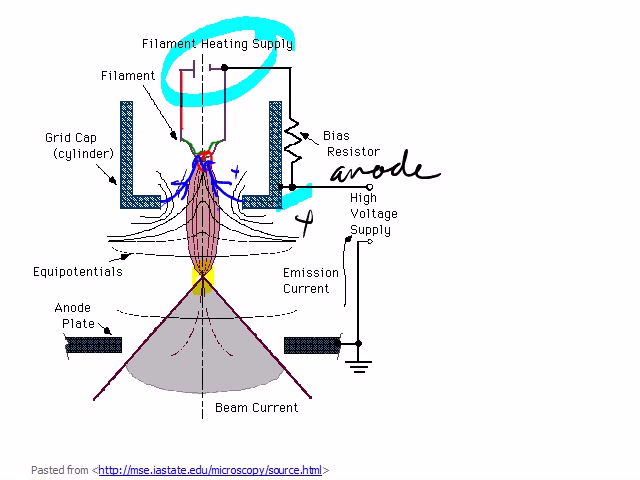 Filament Heating Supply
Filament
Grid Cap
(cylinder)
Bias
Resistor
anode
+
High
Voltage
Supply
+
Equipotentials
Emission
Current
Anode
Plate
Beam Current
Pasted from <http://mse.iastate.edu/microscopy/source.html>